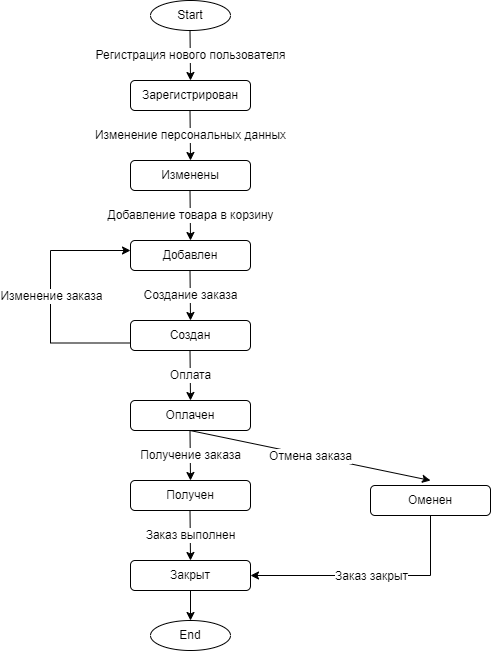 Start
Регистрация нового пользователя
Зарегистрирован
Изменение персональных данных
Изменены
Добавление товара в корзину
Добавлен
Изменение заказа
Создание заказа
Создан
Оплата
Оплачен
Получение заказа
Отмена заказа
Получен
Оменен
Заказ выполнен
Закрыт
Заказ закрыт
End